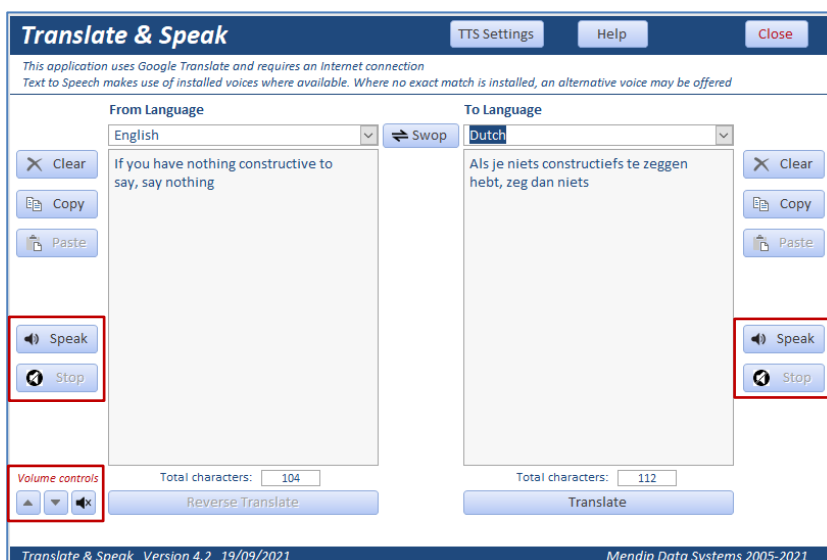 Translate & Speak
TTS Settings
Help
Close
This application uses Google Translate and requires an Internet connection
Text to Speech makes use of installed voices where available. Where no exact match is installed, an alternative voice may be offered
From Language
To Language
English
Swop
Dutch
Clear
If you have nothing constructive to
say, say nothing
Als je niets constructiefs te zeggen
hebt, zeg dan niets
Clear
Copy
Copy
Paste
Paste
Speak
Speak
Stop
Stop
Volume controls
Total characters: 104
Total characters: 112
Reverse Translate
Translate
Translate & Speak Version 4.2 19/09/2021
Mendip Data Systems 2005-2021